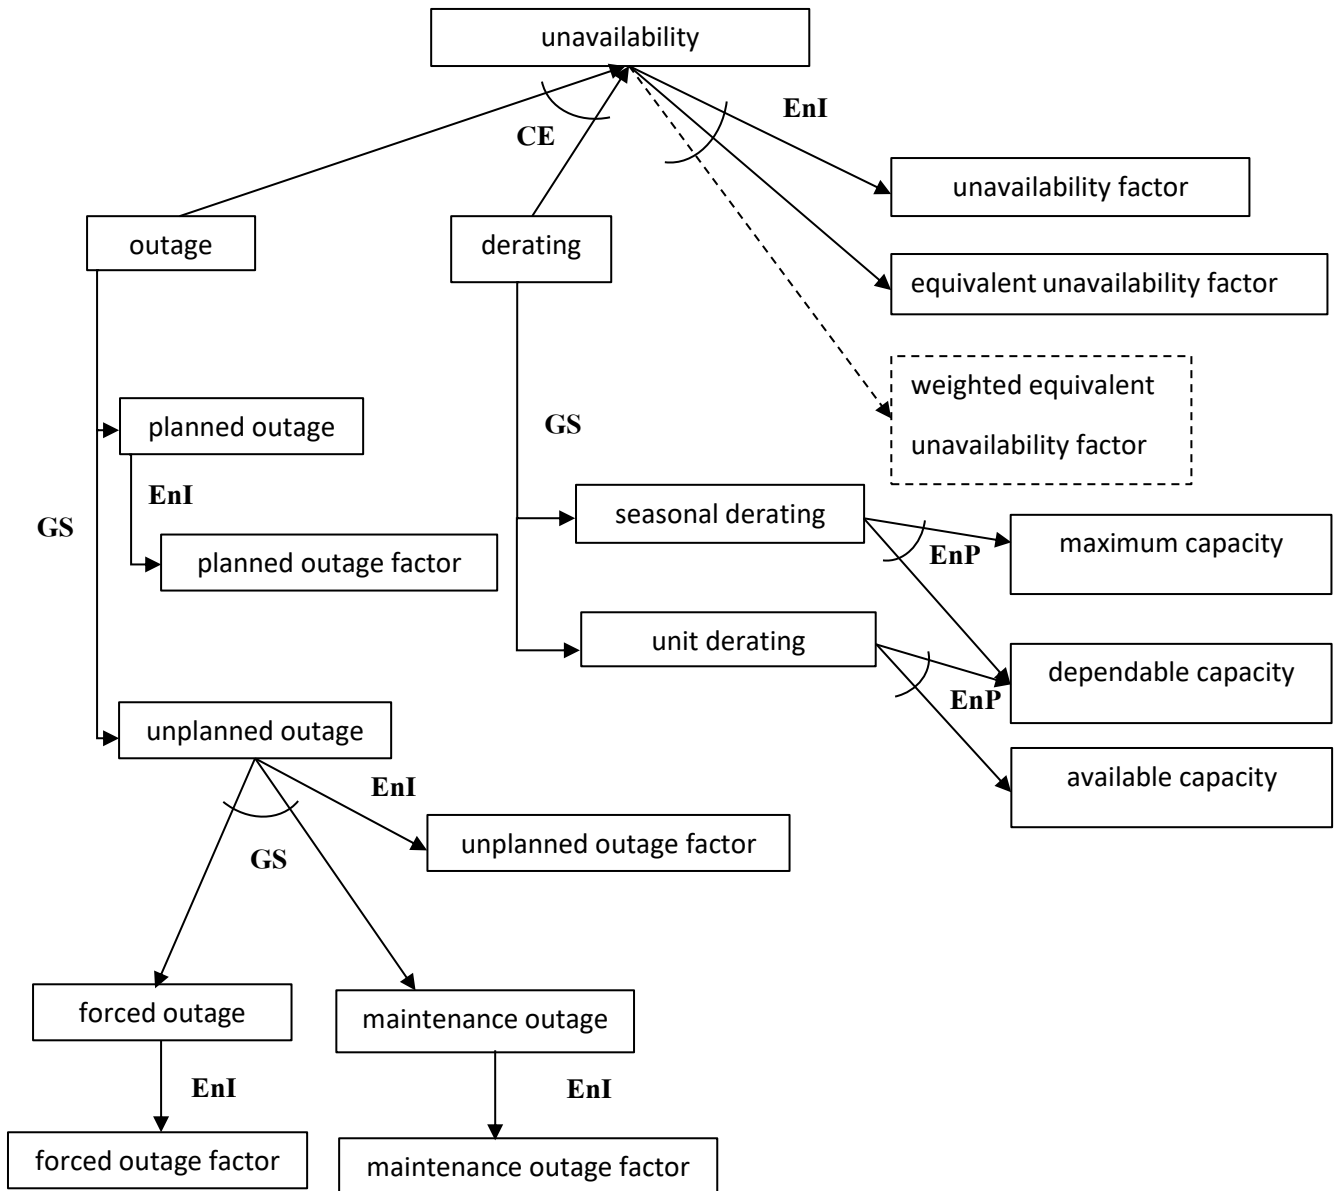 unavailability
EnI
CE
unavailability factor
outage
derating
equivalent unavailability factor
weighted equivalent
unavailability factor
planned outage
GS
EnI
GS
seasonal derating
planned outage factor
EnP
maximum capacity
unit derating
dependable capacity
EnP
unplanned outage
available capacity
EnI
unplanned outage factor
GS
forced outage
maintenance outage
EnI
EnI
forced outage factor
maintenance outage factor